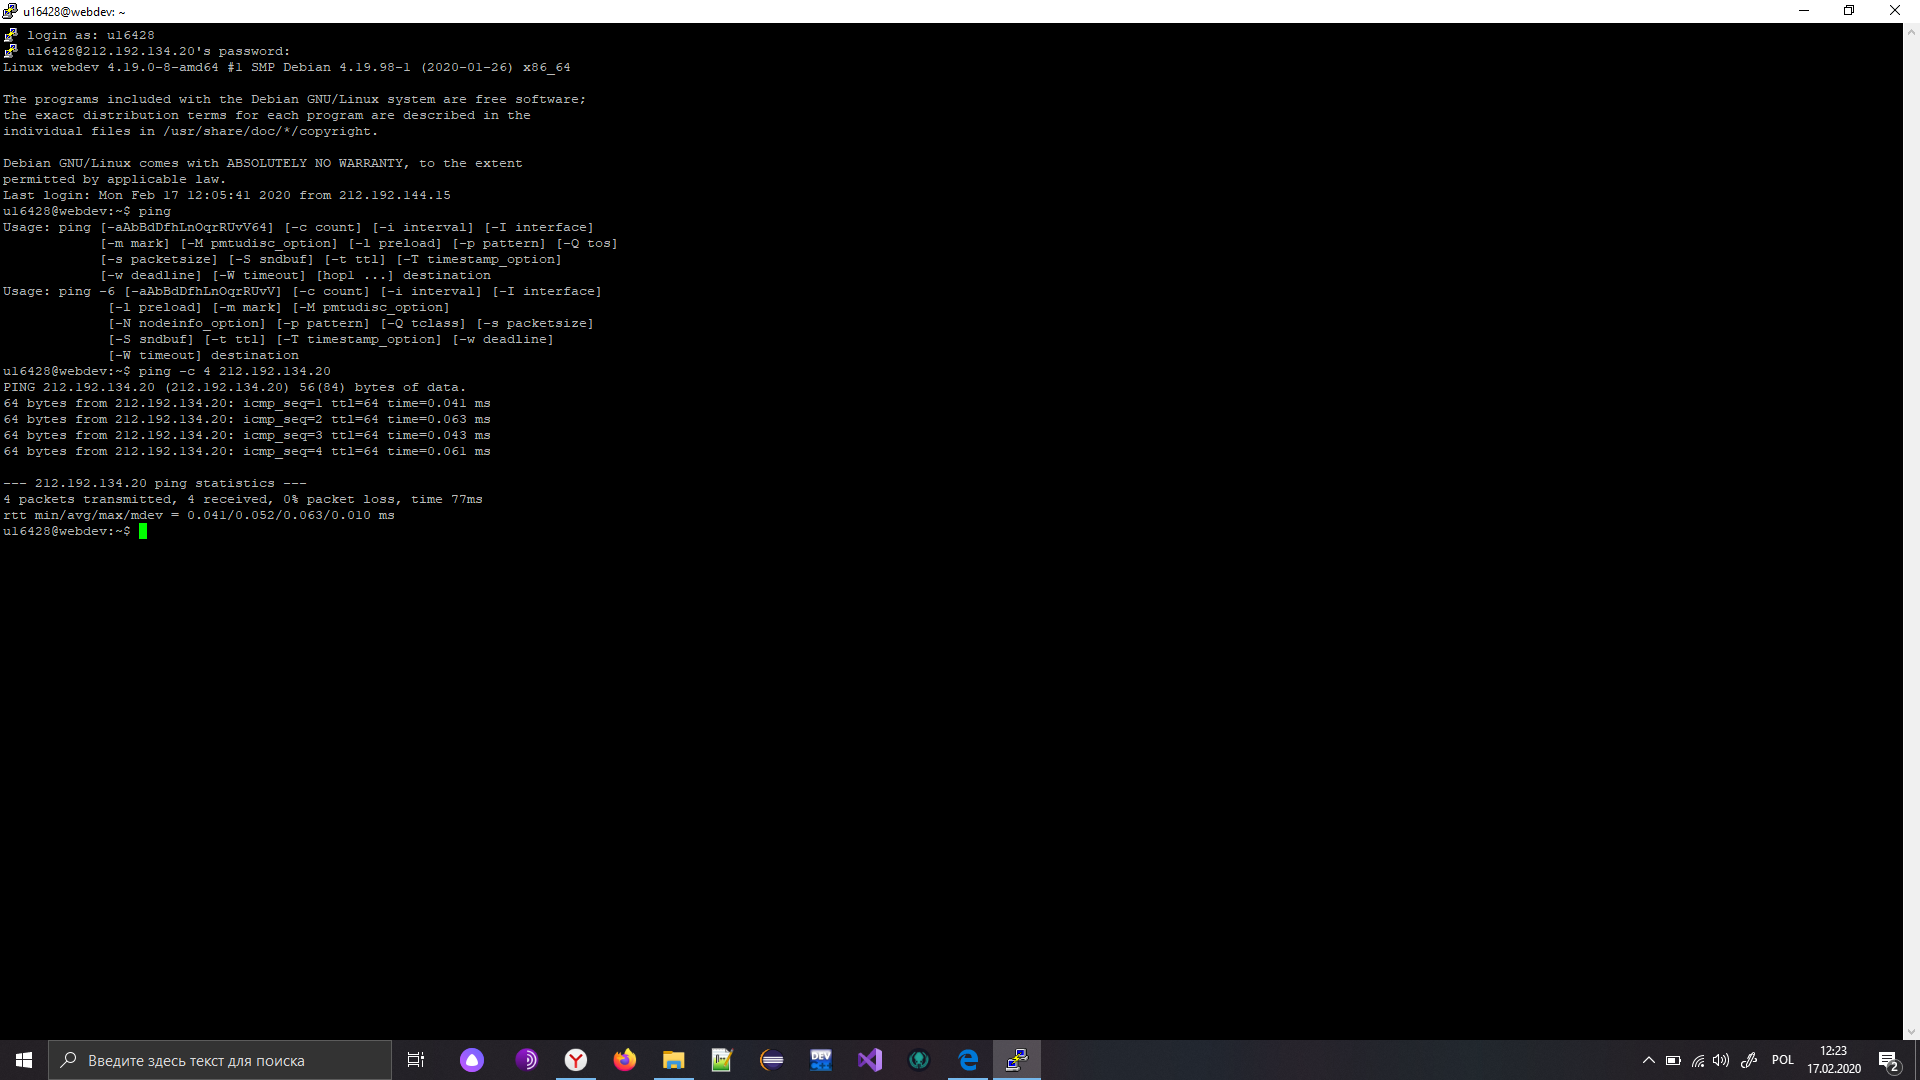 u16428@webdev: ~
login as: u16428
u16428@212.192.134.20's password:
Linux webdev 4.19.0-8-amd64 #1 SMP Debian 4.19.98-1 (2020-01-26) x86_64
The programs included with the Debian GNU/Linux system are free software;
the exact distribution terms for each program are described in the
individual files in /usr/share/doc/*/copyright.
Debian GNU/Linux comes with ABSOLUTELY NO WARRANTY, to the extent
permitted by applicable law.
Last login: Mon Feb 17 12:05:41 2020 from 212.192.144.15
u16428@webdev:~$ ping
Usage: ping [-aAbBdDfhLnOqrRUvV64] [-c count] [-i interval] [-I interface]
[-m mark] [-M pmtudisc_option] [-l preload] [-p pattern] [-Q tos]
[-s packetsize] [-S sndbuf] [-t ttl] [-T timestamp_option]
[-w deadline] [-W timeout] [hop1 ...] destination
Usage: ping -6 [-aAbBdDfhLnOqrRUvV] [-c count] [-i interval] [-I interface]
[-l preload] [-m mark] [-M pmtudisc_option]
[-N nodeinfo_option] [-p pattern] [-Q tclass] [-s packetsize]
[-S sndbuf] [-t ttl] [-T timestamp_option] [-w deadline]
[-W timeout] destination
u16428@webdev:~$ ping -c 4 212.192.134.20
PING 212.192.134.20 (212.192.134.20) 56(84) bytes of data.
64 bytes from 212.192.134.20: icmp_seq=1 ttl=64 time=0.041 ms
64 bytes from 212.192.134.20: icmp_seq=2 ttl=64 time=0.063 ms
64 bytes from 212.192.134.20: icmp_seq=3 ttl=64 time=0.043 ms
64 bytes from 212.192.134.20: icmp_seq=4 ttl=64 time=0.061 ms
--- 212.192.134.20 ping statistics ---
4 packets transmitted, 4 received, 0% packet loss, time 77ms
rtt min/avg/max/mdev = 0.041/0.052/0.063/0.010 ms
u16428@webdev:~$
Введите здесь текст для поиска
DEV
C++
POL
12:23
17.02.2020
2